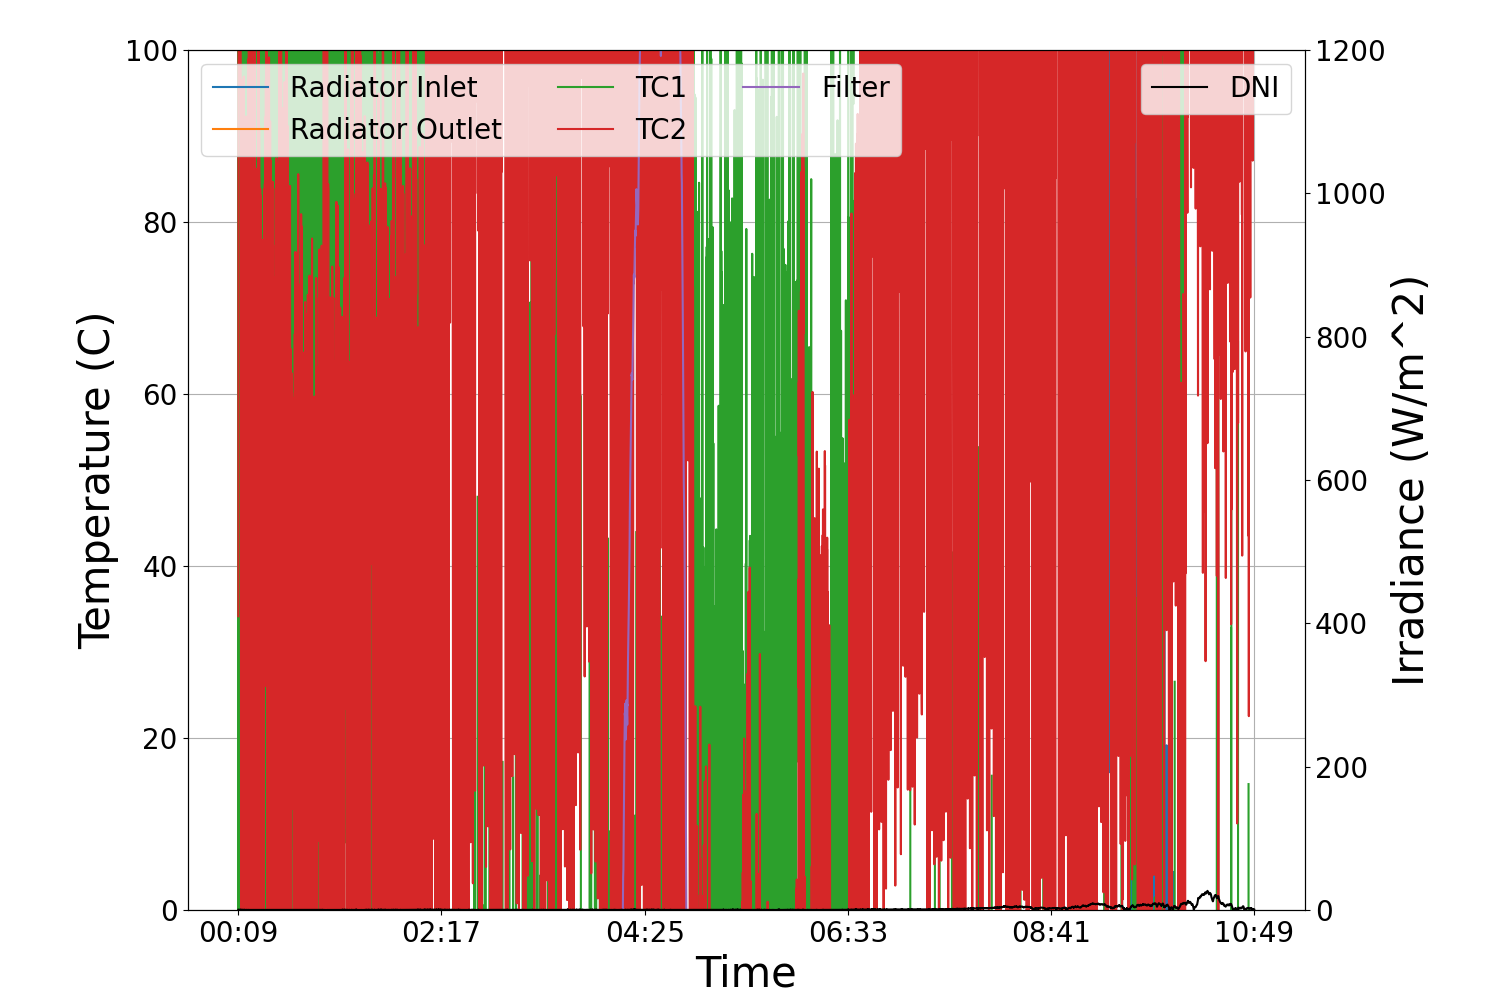 100
80
60
40
20
0
Temperature (C)
Radiator Inlet
Radiator Outlet
TC1
TC2
Filter
DNI
1200
1000
800
600
400
200
0
Irradiance (W/m^2)
00:09 02:17 04:25 06:33 08:41 10:49
Time